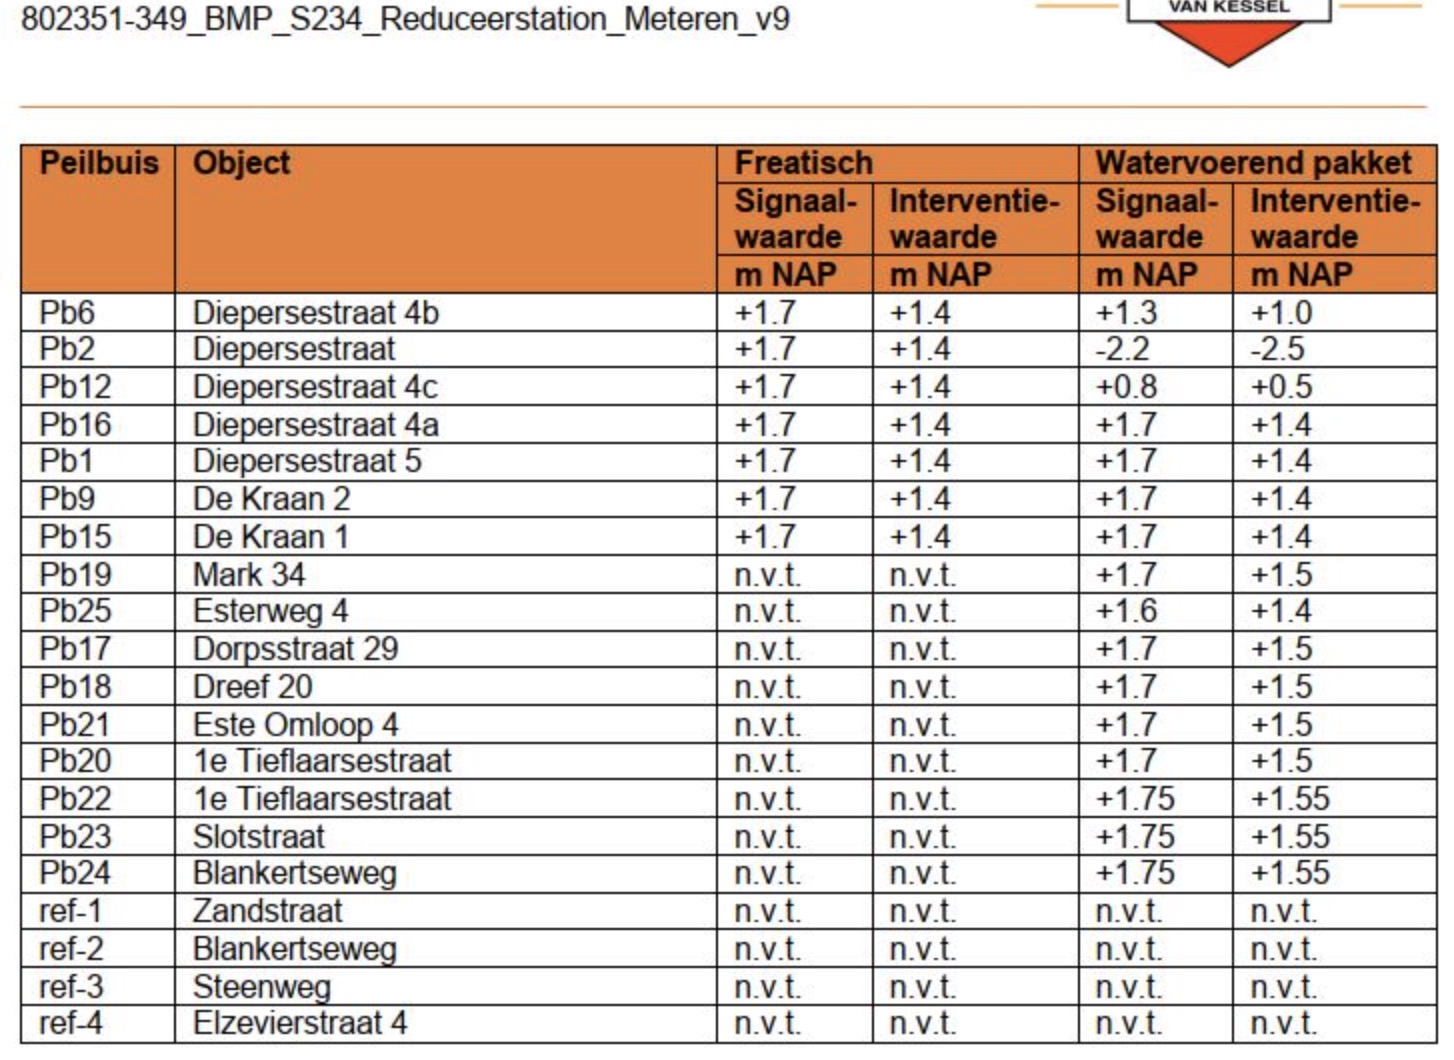 802351-349_BMP_S234_Reduceerstation_Meteren_v9
VAN KESSEL
Peilbuis Object Freatisch Watervoerend pakket
Signaal- Interventie- Signaal- Interventie-
waarde waarde waarde waarde
m NAP m NAP m NAP m NAP
Pb6 Diepersestraat 4b +1.7 +1.4 +1.3 +1.0
Pb2 Diepersestraat +1.7 +1.4 -2.2 -2.5
Pb12 Diepersestraat 4c +1.7 +1.4 +0.8 +0.5
Pb16 Diepersestraat 4a +1.7 +1.4 +1.7 +1.4
Pb1 Diepersestraat 5 +1.7 +1.4 +1.7 +1.4
Pb9 De Kraan 2 +1.7 +1.4 +1.7 +1.4
Pb15 De Kraan 1 +1.7 +1.4 +1.7 +1.4
Pb19 Mark 34 n.v.t. n.v.t. +1.7 +1.5
Pb25 Esterweg 4 n.v.t. n.v.t. +1.6 +1.4
Pb17 Dorpsstraat 29 n.v.t. n.v.t. +1.7 +1.5
Pb18 Dreef 20 n.v.t. n.v.t. +1.7 +1.5
Pb21 Este Omloop 4 n.v.t. n.v.t. +1.7 +1.5
Pb20 1e Tieflaarsestraat n.v.t. n.v.t. +1.7 +1.5
Pb22 1e Tieflaarsestraat n.v.t. n.v.t. +1.75 +1.55
Pb23 Slotstraat n.v.t. n.v.t. +1.75 +1.55
Pb24 Blankertseweg n.v.t. n.v.t. +1.75 +1.55
ref-1 Zandstraat n.v.t. n.v.t. n.v.t. n.v.t.
ref-2 Blankertseweg n.v.t. n.v.t. n.v.t. n.v.t.
ref-3 Steenweg n.v.t. n.v.t. n.v.t. n.v.t.
ref-4 Elzevierstraat 4 n.v.t. n.v.t. n.v.t. n.v.t.